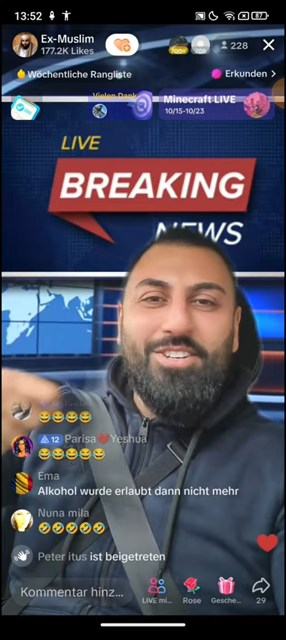 13:52
87
Ex-Muslim
177.2K Likes
228
Wöchentliche Rangliste
Erkunden >
Vielen Dank
Minecraft LIVE
10/15-10/23
LIVE
BREAKING
NEWS
12 Parisa❤️Yeshua
😂😂😂😂
Ema
Alkohol wurde erlaubt dann nicht mehr
Nuna mila
🤣🤣🤣🤣🤣
Peter itus ist beigetreten
Kommentar hinz...
LIVE mi...
Rose
Gesche...
29